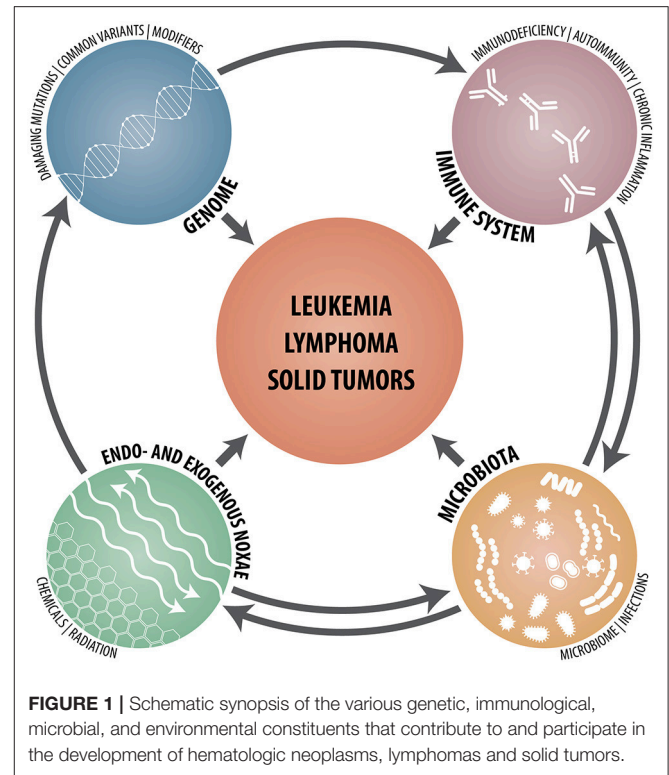 DAMAGING MUTATIONS | COMMON VARIANTS | MODIFIERS
GENOME
IMMUNODEFICIENCY | AUTOIMMUNITY | CHRONIC INFLAMMATION
IMMUNE SYSTEM
LEUKEMIA
LYMPHOMA
SOLID TUMORS
ENDO- AND EXOGENOUS NOXAE
CHEMICALS | RADIATION
MICROBIOTA
MICROBIOME | INFECTIONS
FIGURE 1 | Schematic synopsis of the various genetic, immunological,
microbial, and environmental constituents that contribute to and participate in
the development of hematologic neoplasms, lymphomas and solid tumors.